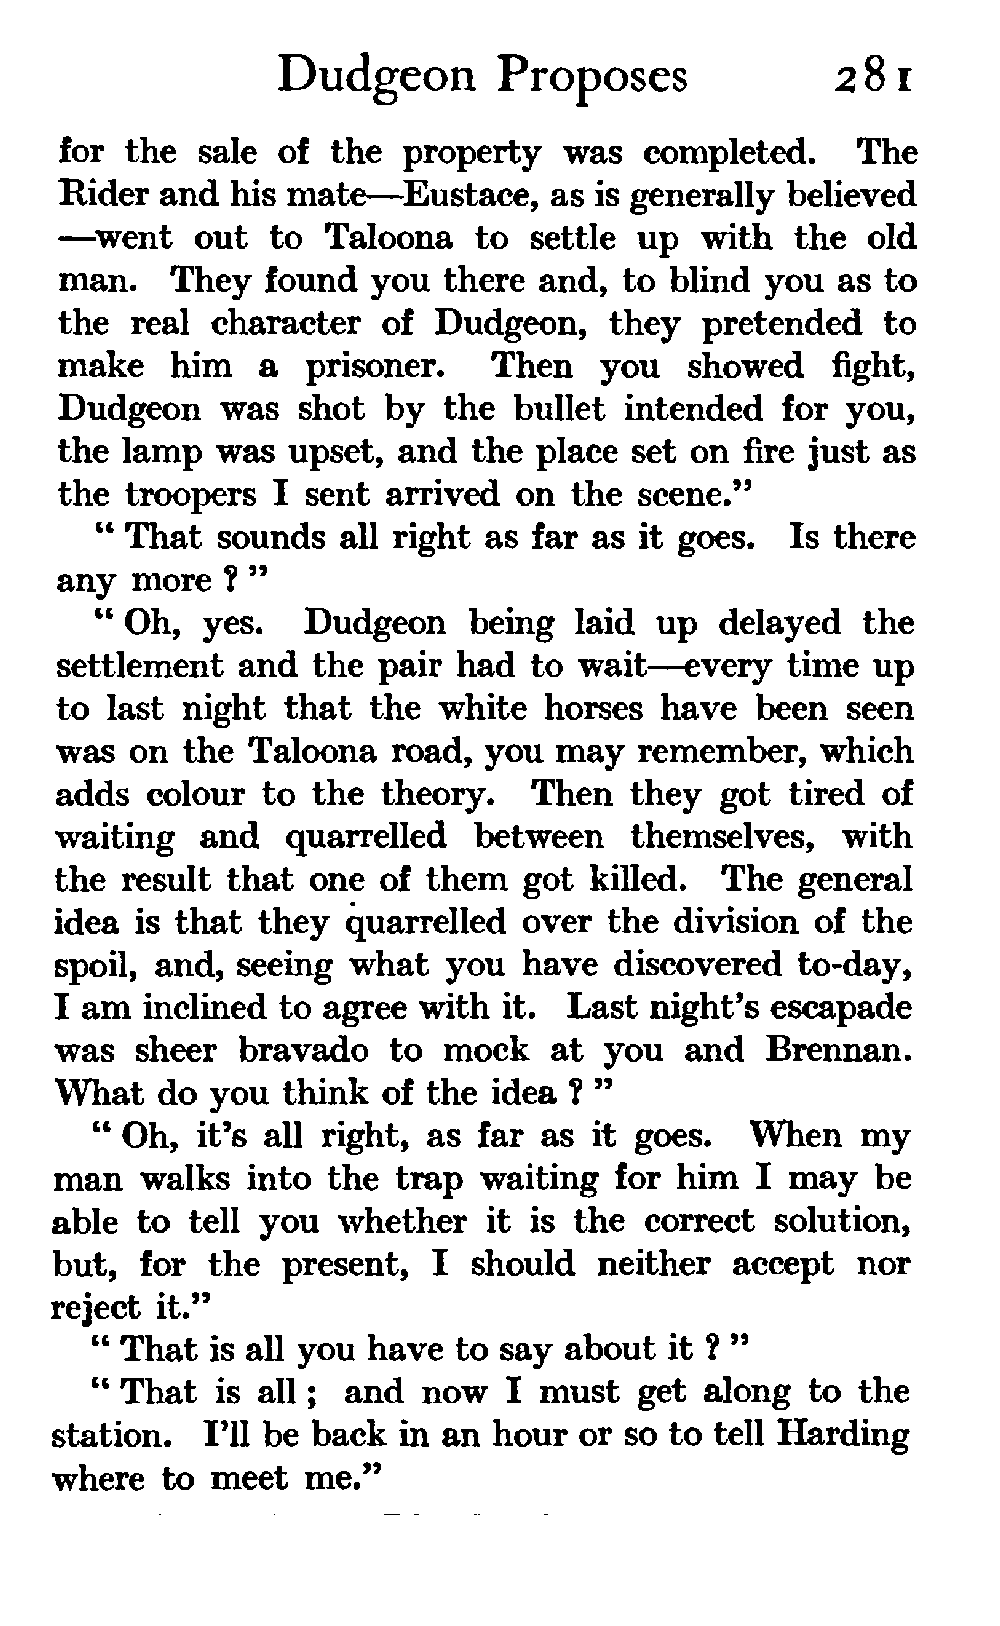 Dudgeon Proposes 281
for the sale of the property was completed. The
Rider and his mate—Eustace, as is generally believed
—went out to Taloona to settle up with the old
man. They found you there and, to blind you as to
the real character of Dudgeon, they pretended to
make him a prisoner. Then you showed fight,
Dudgeon was shot by the bullet intended for you,
the lamp was upset, and the place set on fire just as
the troopers I sent arrived on the scene."
" That sounds all right as far as it goes. Is there
any more ? "
" Oh, yes. Dudgeon being laid up delayed the
settlement and the pair had to wait—every time up
to last night that the white horses have been seen
was on the Taloona road, you may remember, which
adds colour to the theory. Then they got tired of
waiting and quarrelled between themselves, with
the result that one of them got killed. The general
idea is that they quarrelled over the division of the
spoil, and, seeing what you have discovered to-day,
I am inclined to agree with it. Last night's escapade
was sheer bravado to mock at you and Brennan.
What do you think of the idea ? "
" Oh, it's all right, as far as it goes. When my
man walks into the trap waiting for him I may be
able to tell you whether it is the correct solution,
but, for the present, I should neither accept nor
reject it."
" That is all you have to say about it ? "
" That is all ; and now I must get along to the
station. I'll be back in an hour or so to tell Harding
where to meet me."